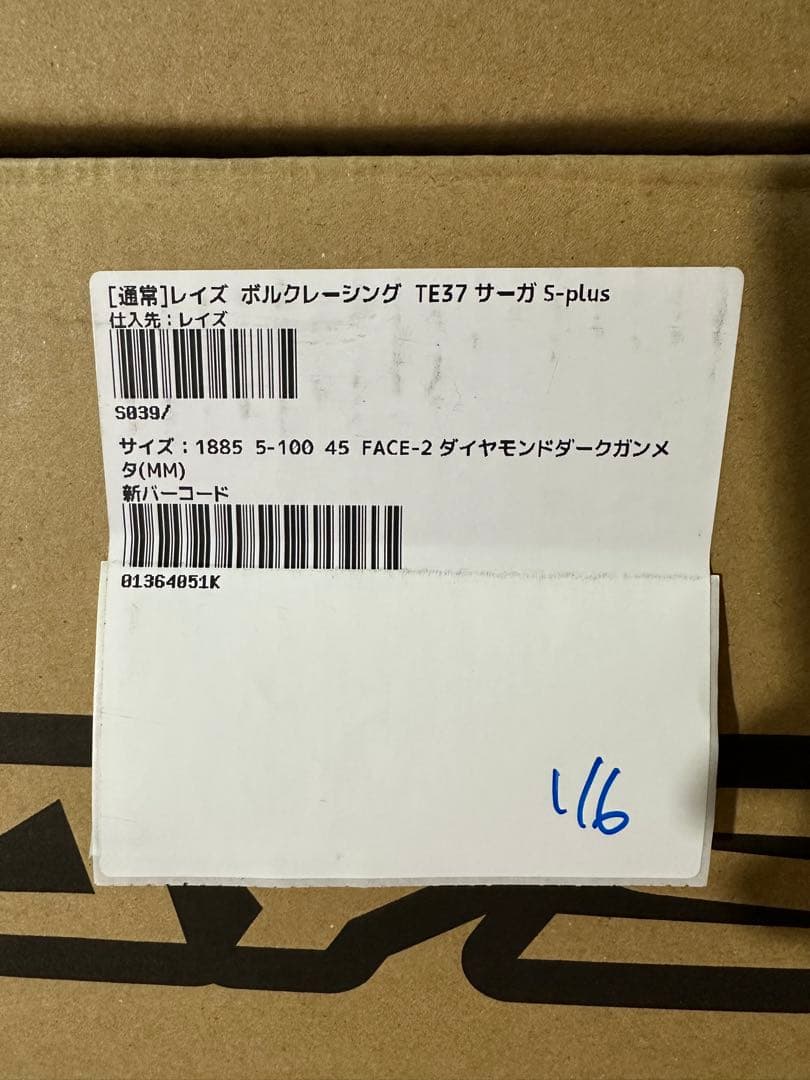 [通常]レイズ ボルクレーシング TE37 サーガ S-plus
仕入先：レイズ
S039/
サイズ：1885 5-100 45 FACE-2 ダイヤモンドダークガンメ
タ(MM)
新バーコード
01364051K
1/6